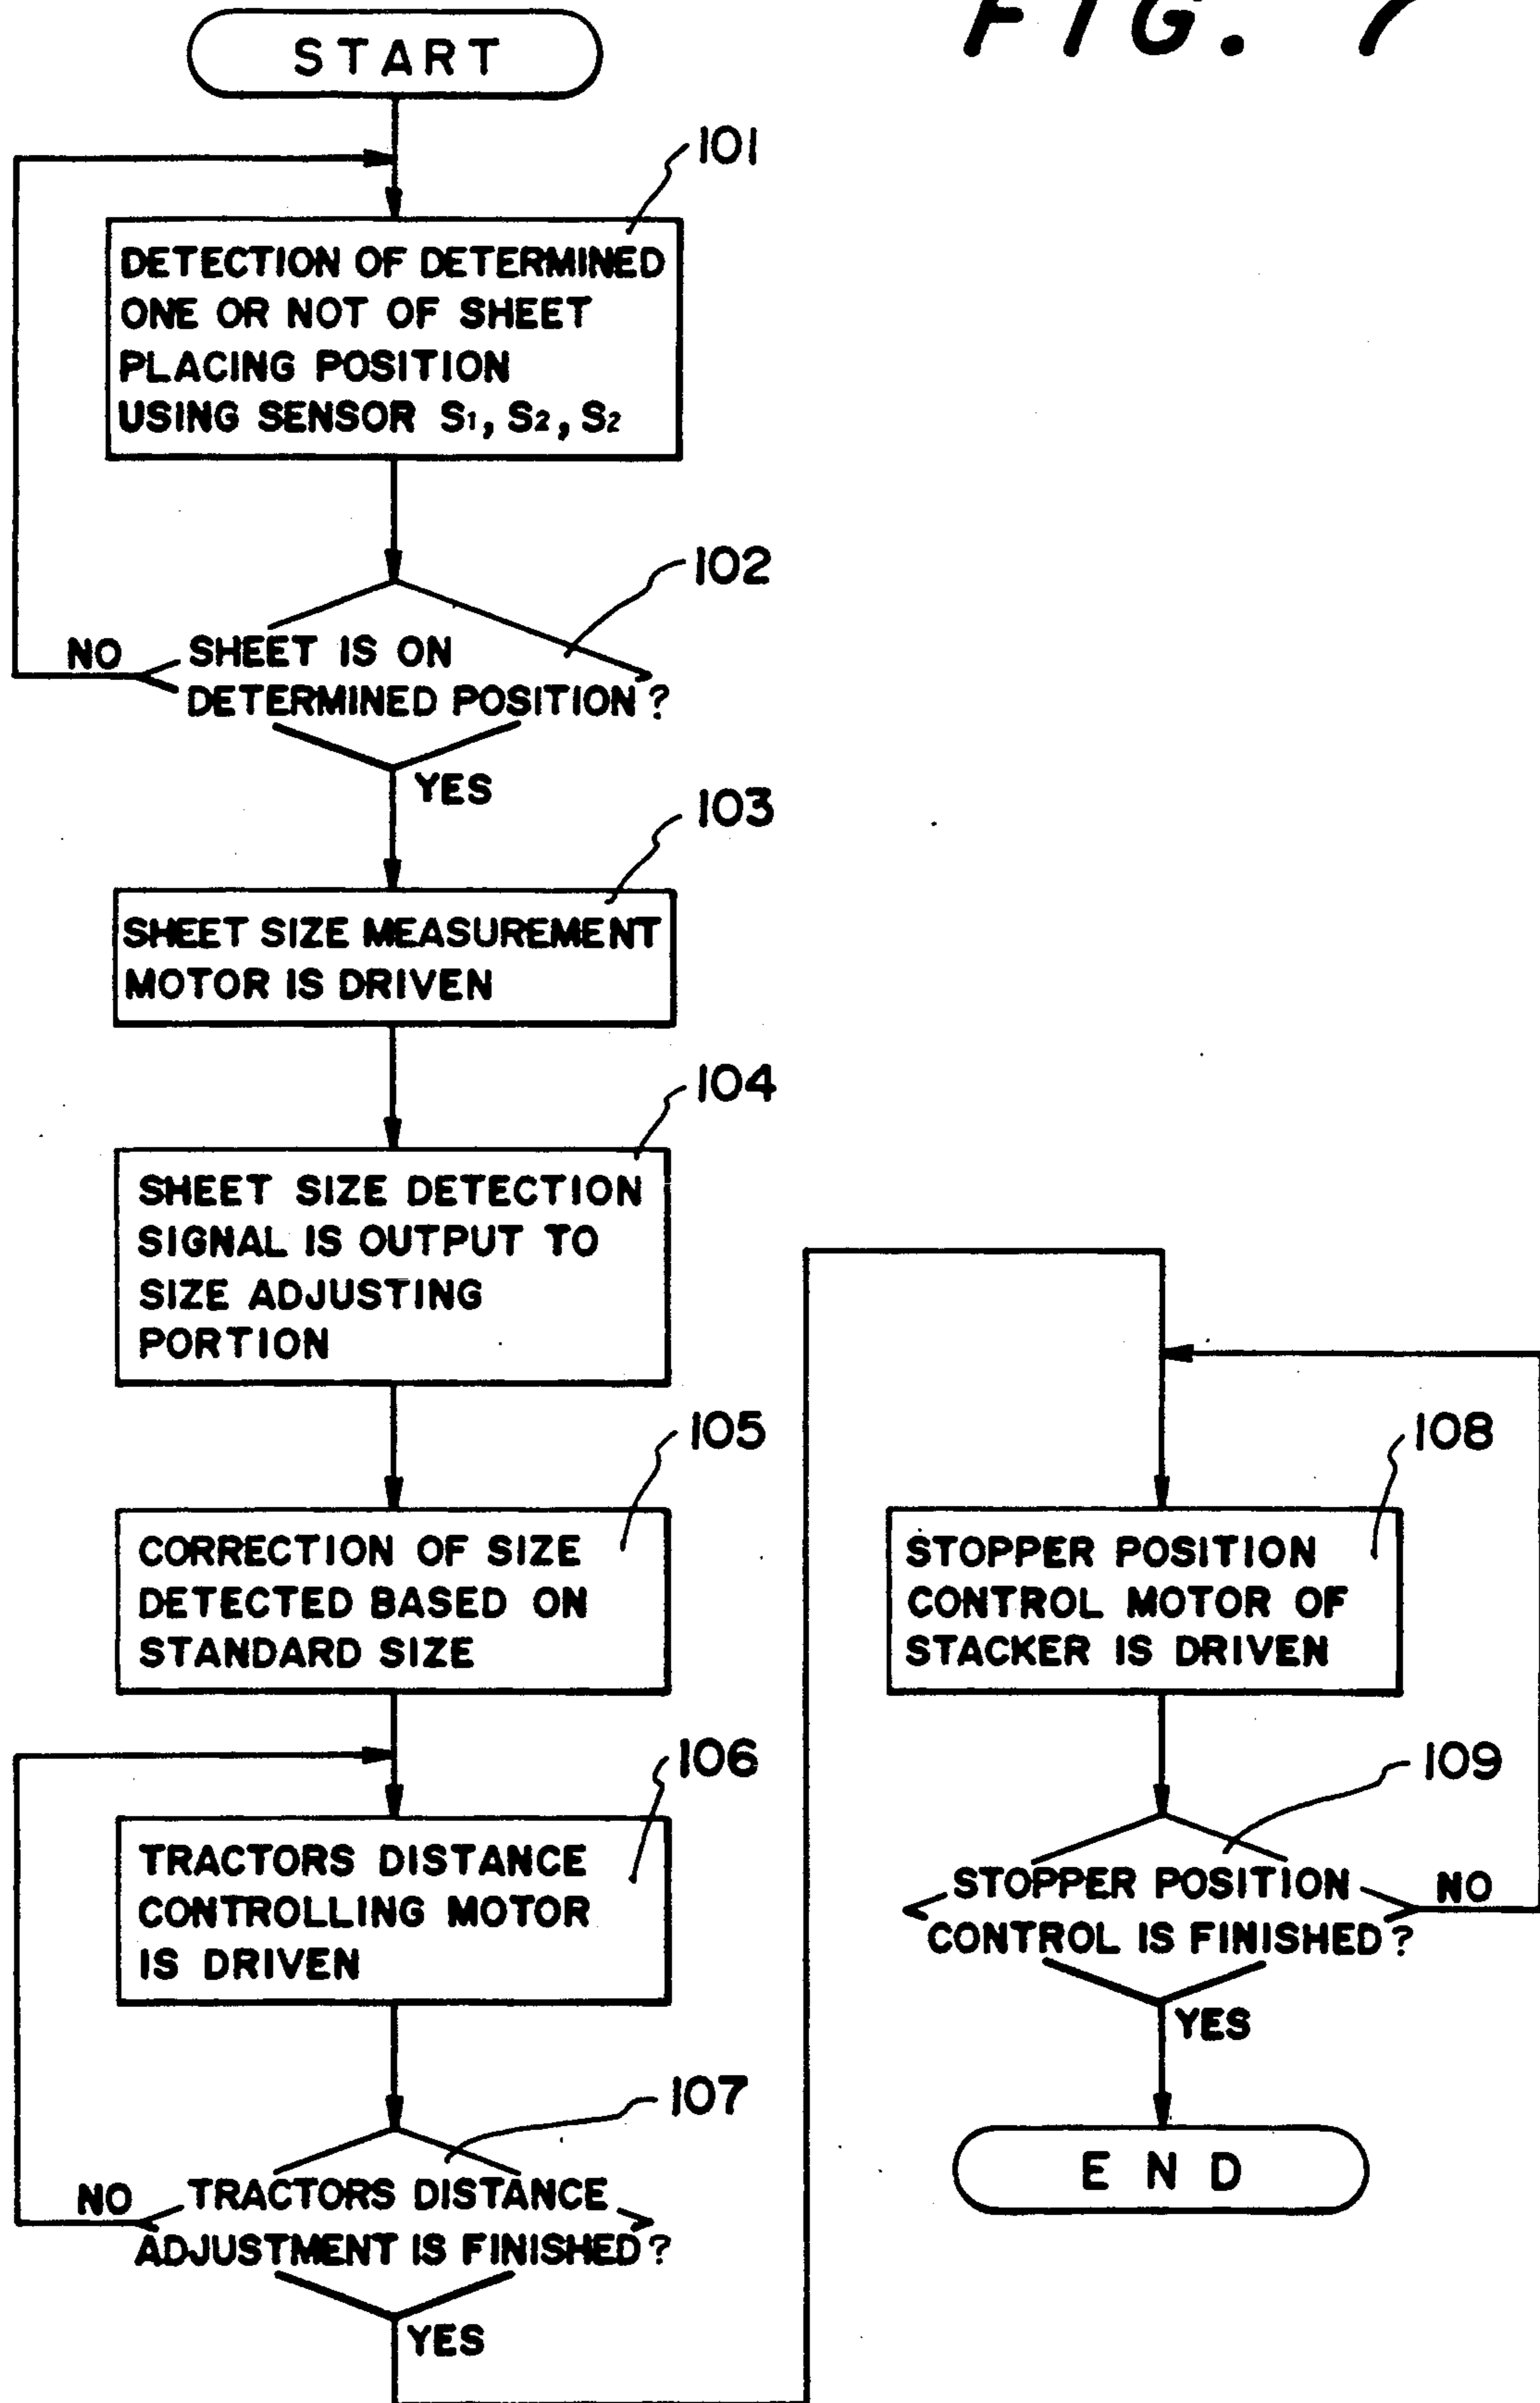 FIG. 7
START
101
DETECTION OF DETERMINED
ONE OR NOT OF SHEET
PLACING POSITION
USING SENSOR S1, S2, S2
102
NO
SHEET IS ON
DETERMINED POSITION?
YES
103
SHEET SIZE MEASUREMENT
MOTOR IS DRIVEN
104
SHEET SIZE DETECTION
SIGNAL IS OUTPUT TO
SIZE ADJUSTING
PORTION
105
CORRECTION OF SIZE
DETECTED BASED ON
STANDARD SIZE
106
TRACTORS DISTANCE
CONTROLLING MOTOR
IS DRIVEN
107
NO
TRACTORS DISTANCE
ADJUSTMENT IS FINISHED?
YES
108
STOPPER POSITION
CONTROL MOTOR OF
STACKER IS DRIVEN
109
STOPPER POSITION
NO
CONTROL IS FINISHED?
YES
END